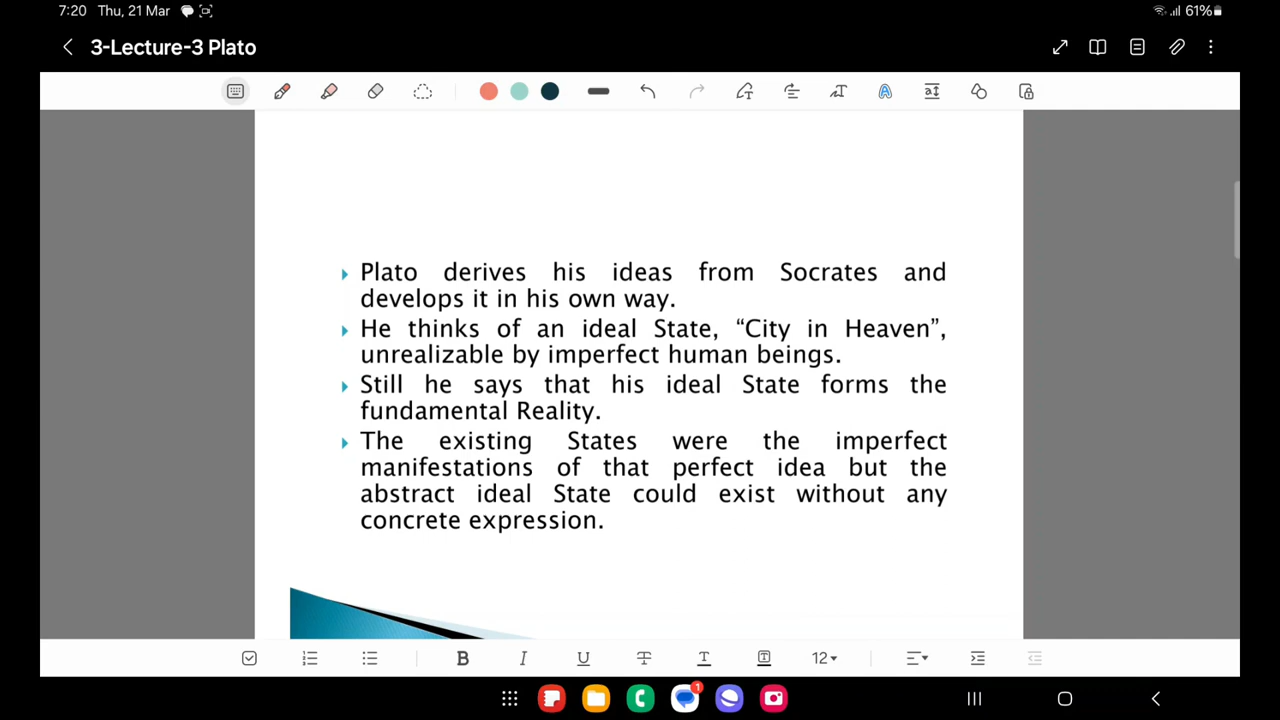 7:20 Thu, 21 Mar
61%
3-Lecture-3 Plato
Plato derives his ideas from Socrates and
develops it in his own way.
He thinks of an ideal State, “City in Heaven”,
unrealizable by imperfect human beings.
Still he says that his ideal State forms the
fundamental Reality.
The existing States were the imperfect
manifestations of that perfect idea but the
abstract ideal State could exist without any
concrete expression.
B I U T T T 12
1